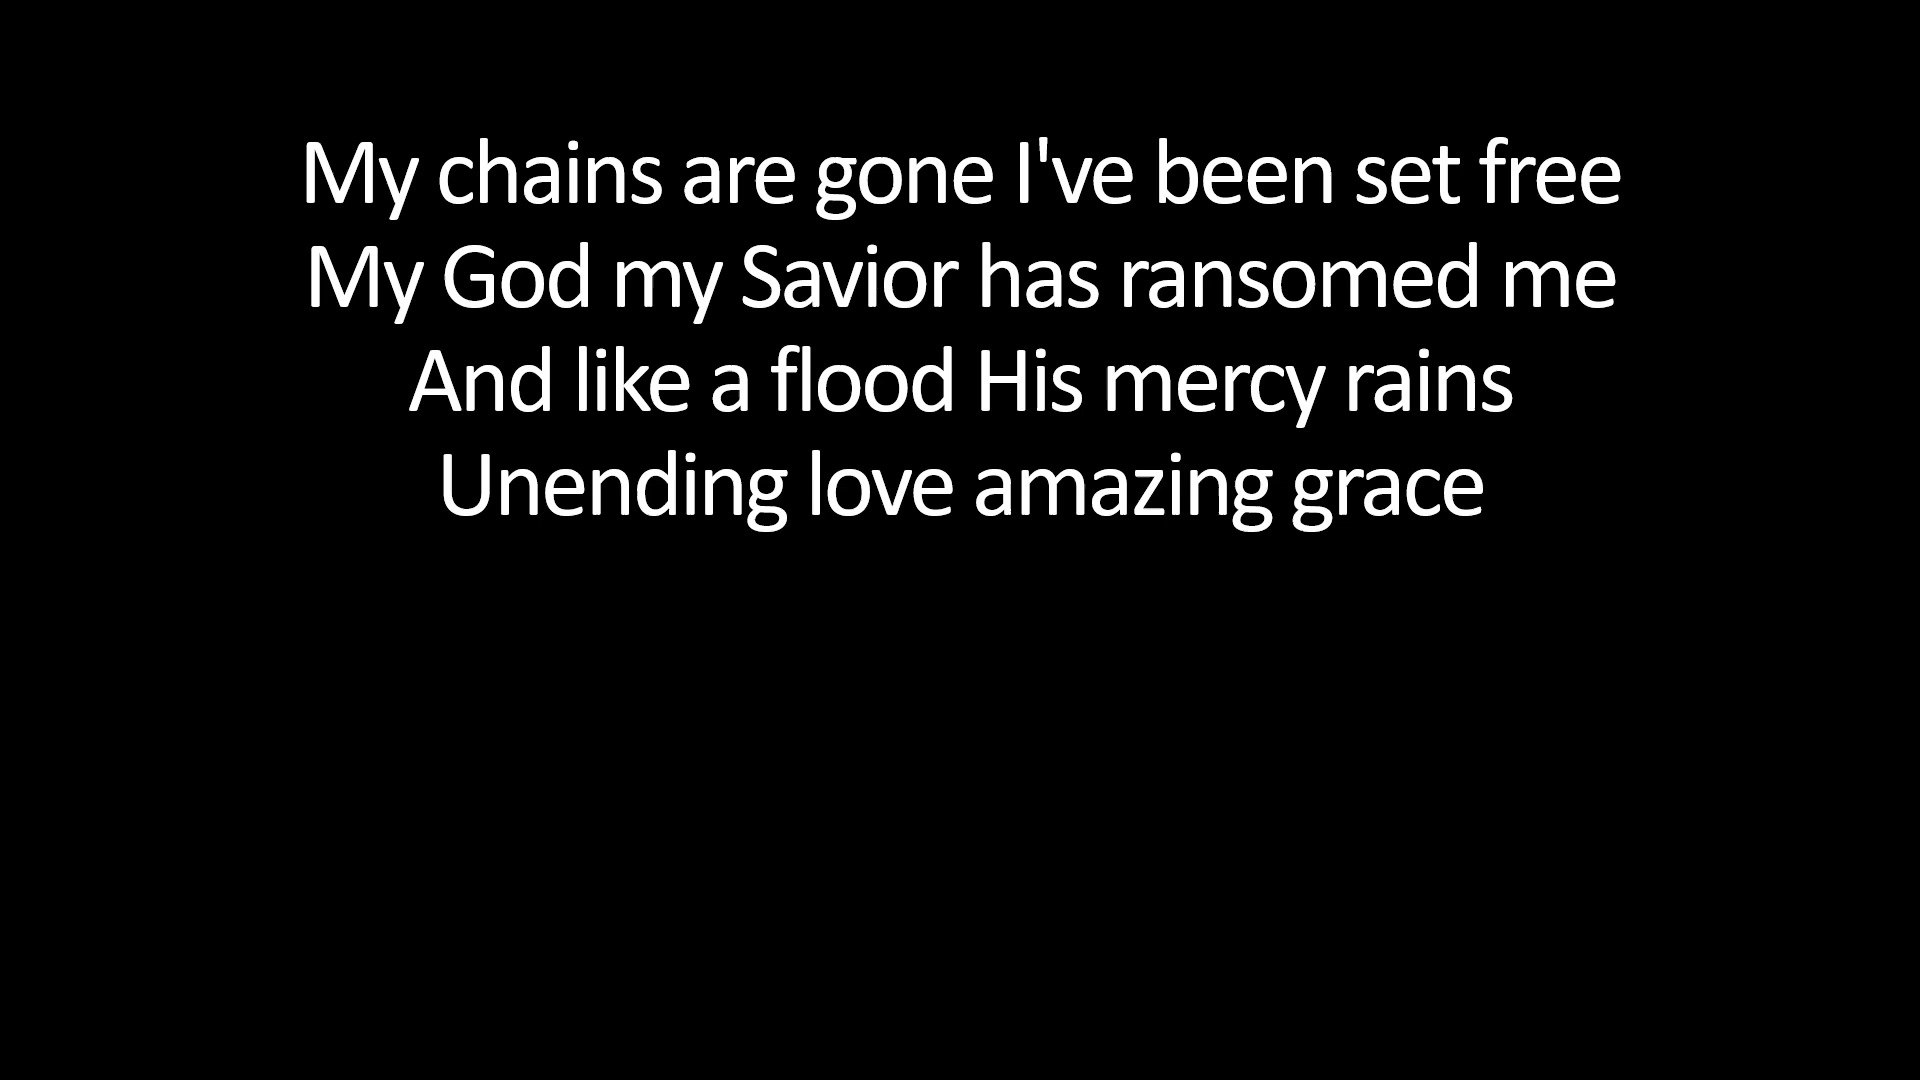 My chains are gone I've been set free
My God my Savior has ransomed me
And like a flood His mercy rains
Unending love amazing grace